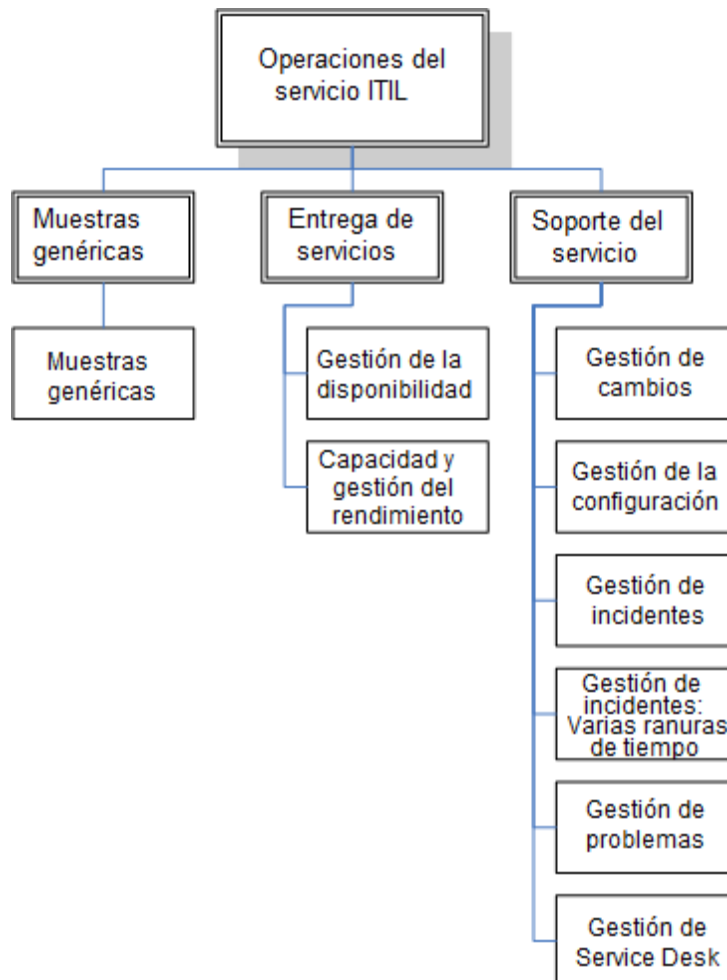 Operaciones del
servicio ITIL
Muestras
genéricas
Entrega de
servicios
Soporte del
servicio
Muestras
genéricas
Gestión de la
disponibilidad
Capacidad y
gestión del
rendimiento
Gestión de
cambios
Gestión de la
configuración
Gestión de
incidentes
Gestión de
incidentes:
Varias ranuras
de tiempo
Gestión de
problemas
Gestión de
Service Desk